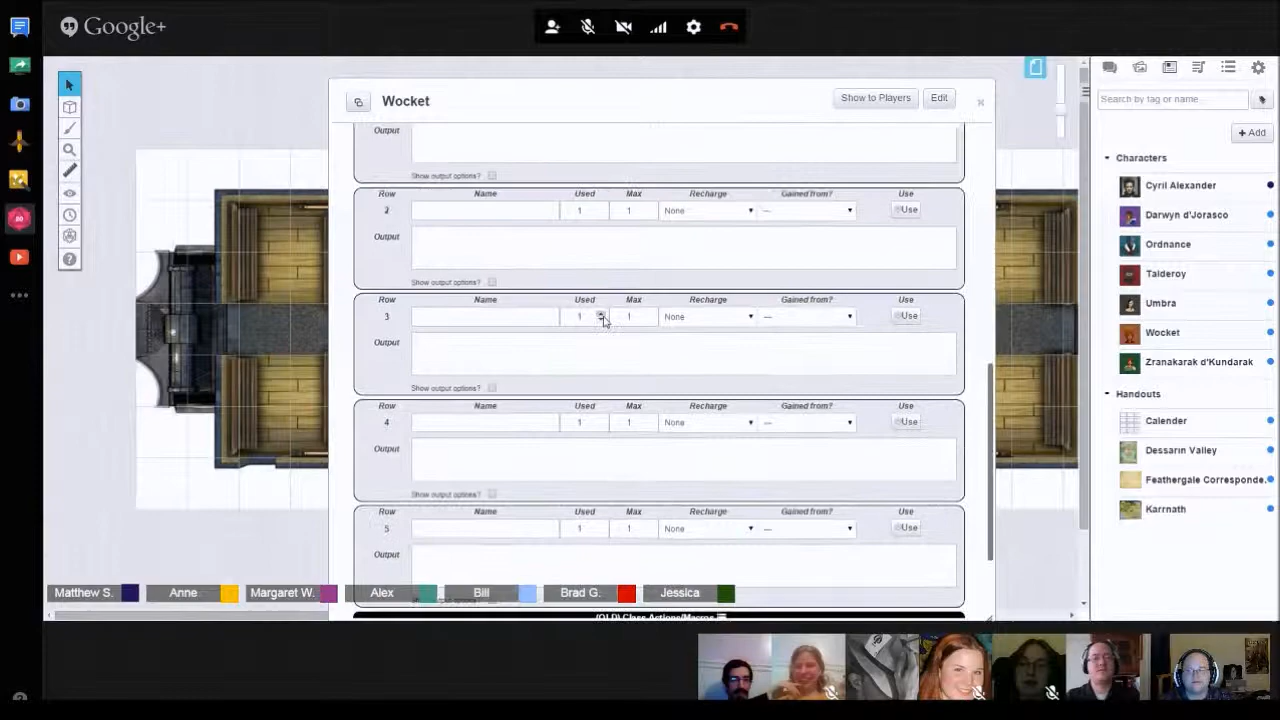 Google+
Wocket
Show to Players
Edit
Search by tag or name...
+ Add
Output
Show output options?
Row Name Used Max Recharge Gained from? Use
2 1 1 None — Use
Output
Show output options?
Row Name Used Max Recharge Gained from? Use
3 1 1 None — Use
Output
Show output options?
Row Name Used Max Recharge Gained from? Use
4 1 1 None — Use
Output
Show output options?
Row Name Used Max Recharge Gained from? Use
5 1 1 None — Use
Output
(OLD) Class Actions/Macros
Characters
Cyril Alexander
Darwyn d'Jorasco
Ordnance
Talderoy
Umbra
Wocket
Zranakarak d'Kundarak
Handouts
Calender
Dessarin Valley
Feathergale Corresponde.
Karrnath
Matthew S.
Anne
Margaret W.
Alex
Bill
Brad G.
Jessica